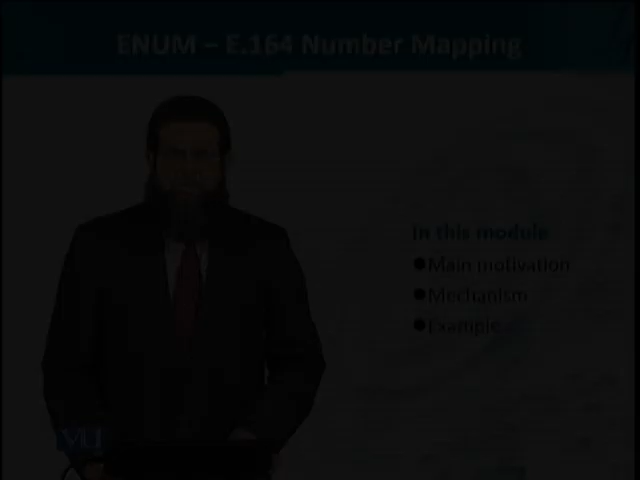 ENUM – E.164 Number Mapping
In this module
●Main motivation
●Mechanism
●Example